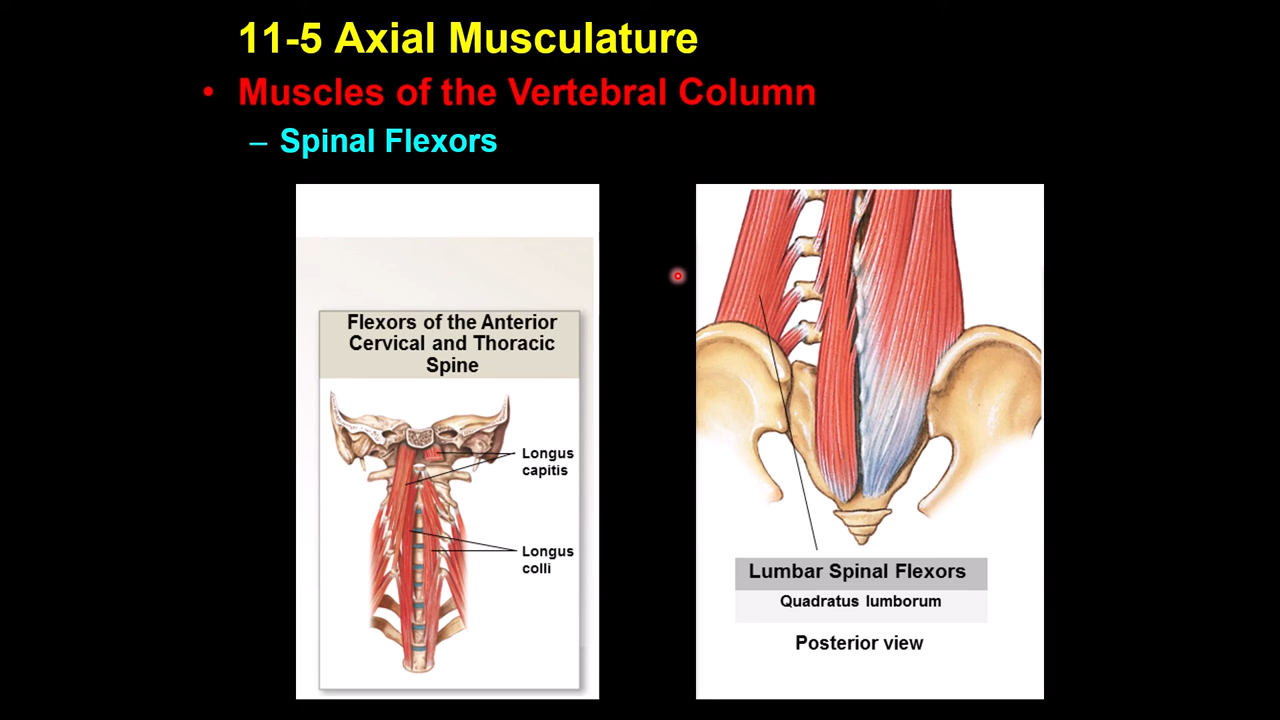 11-5 Axial Musculature
• Muscles of the Vertebral Column
– Spinal Flexors
Flexors of the Anterior
Cervical and Thoracic
Spine
Longus
capitis
Longus
colli
Lumbar Spinal Flexors
Quadratus lumborum
Posterior view